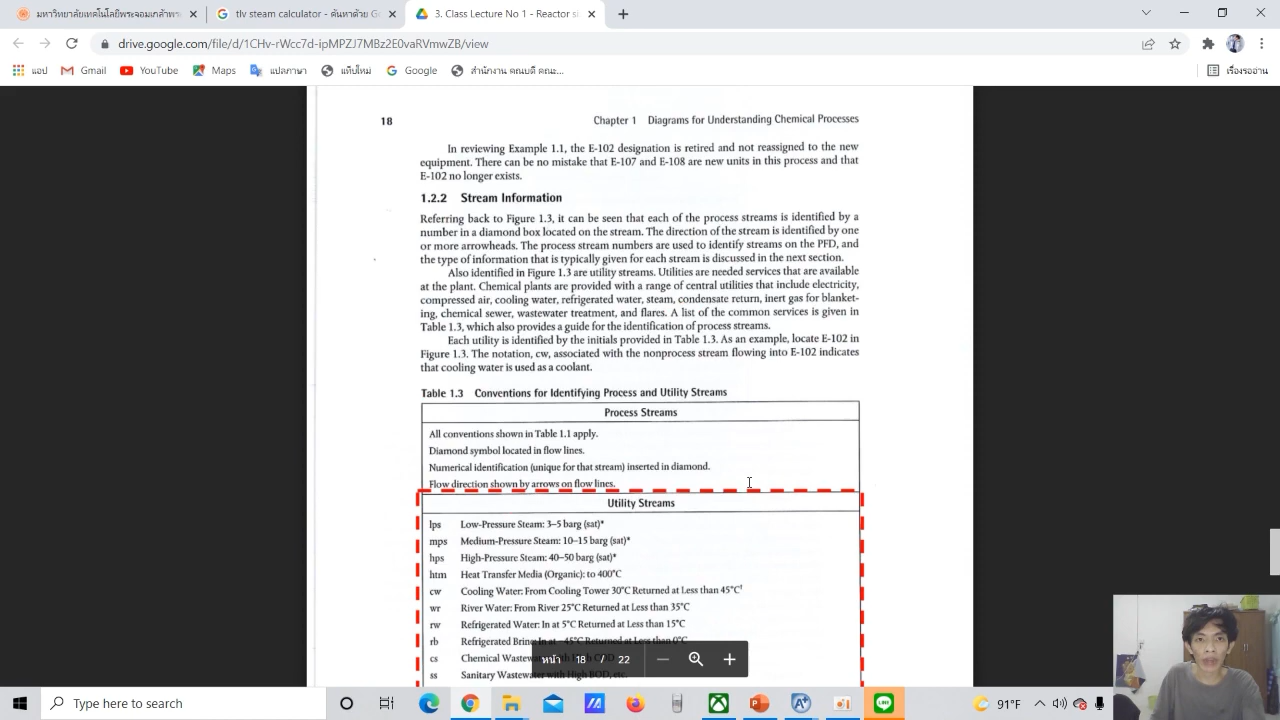 มหาวิทยาลัยเทคโนโลยีพระจอมเกล้าพร
tlv steam calculator - ค้นหาด้วย G
3. Class Lecture No 1 - Reactor si
drive.google.com/file/d/1CHv-rWcc7d-ipMPZJ7MBz2E0vaRVmwZB/view
แอป Gmail YouTube Maps แปลภาษา แท็บใหม่ Google สำนักงาน คณบดี คณะ... เรื่องรออ่าน
18 Chapter 1 Diagrams for Understanding Chemical Processes
In reviewing Example 1.1, the E-102 designation is retired and not reassigned to the new
equipment. There can be no mistake that E-107 and E-108 are new units in this process and that
E-102 no longer exists.
1.2.2 Stream Information
Referring back to Figure 1.3, it can be seen that each of the process streams is identified by a
number in a diamond box located on the stream. The direction of the stream is identified by one
or more arrowheads. The process stream numbers are used to identify streams on the PFD, and
the type of information that is typically given for each stream is discussed in the next section.
Also identified in Figure 1.3 are utility streams. Utilities are needed services that are available
at the plant. Chemical plants are provided with a range of central utilities that include electricity,
compressed air, cooling water, refrigerated water, steam, condensate return, inert gas for blanket-
ing, chemical sewer, wastewater treatment, and flares. A list of the common services is given in
Table 1.3, which also provides a guide for the identification of process streams.
Each utility is identified by the initials provided in Table 1.3. As an example, locate E-102 in
Figure 1.3. The notation, cw, associated with the nonprocess stream flowing into E-102 indicates
that cooling water is used as a coolant.
Table 1.3 Conventions for Identifying Process and Utility Streams
Process Streams
All conventions shown in Table 1.1 apply.
Diamond symbol located in flow lines.
Numerical identification (unique for that stream) inserted in diamond.
Flow direction shown by arrows on flow lines.
Utility Streams
lps Low-Pressure Steam: 3–5 barg (sat)*
mps Medium-Pressure Steam: 10–15 barg (sat)*
hps High-Pressure Steam: 40–50 barg (sat)*
htm Heat Transfer Media (Organic): to 400°C
cw Cooling Water: From Cooling Tower 30°C Returned at Less than 45°C†
wr River Water: From River 25°C Returned at Less than 35°C
rw Refrigerated Water: In at 5°C Returned at Less than 15°C
rb Refrigerated Brine: In at −45°C Returned at Less than 0°C
cs Chemical Wastewater with High COD
ss Sanitary Wastewater with High BOD, etc.
หน้า 18 / 22
Type here to search
91°F